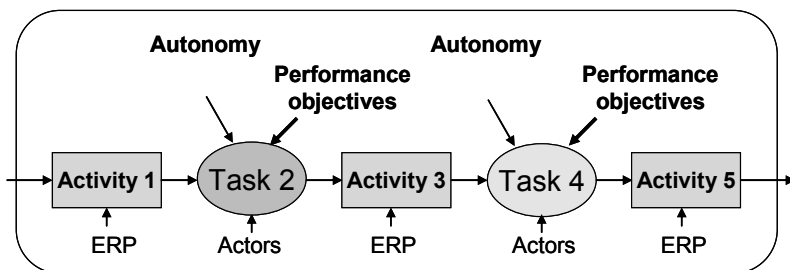 Autonomy
Autonomy
Performance
objectives
Performance
objectives
Activity 1
Task 2
Activity 3
Task 4
Activity 5
ERP
Actors
ERP
Actors
ERP